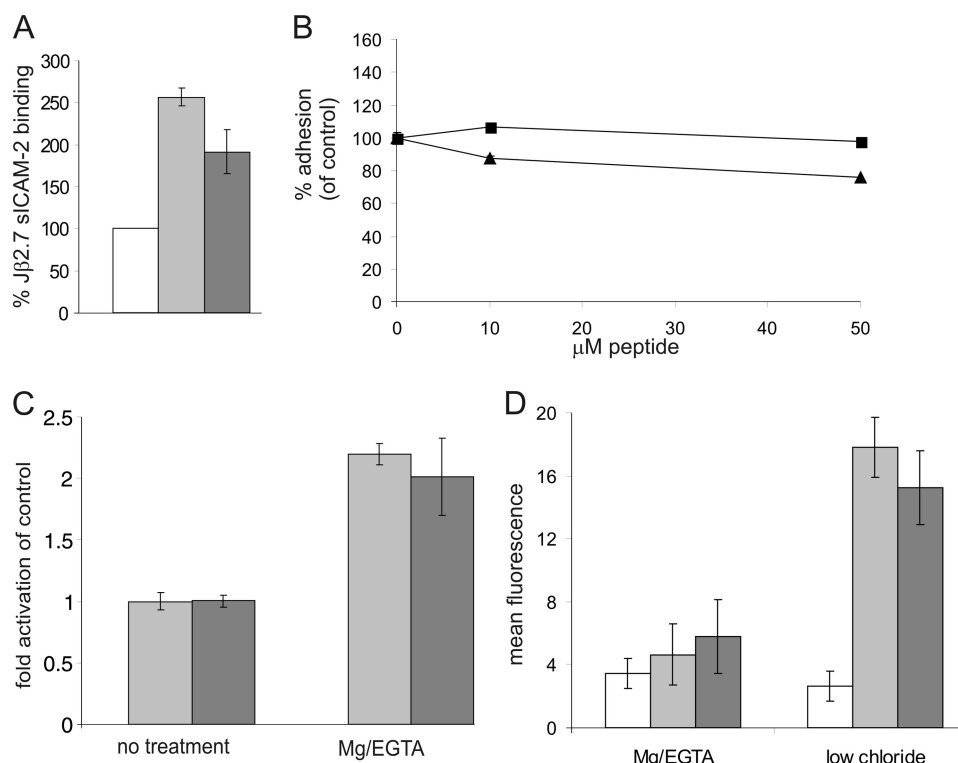 A
% Jβ2.7 sICAM-2 binding
300
250
200
150
100
50
0
B
% adhesion
(of control)
160
140
120
100
80
60
40
20
0
0 10 20 30 40 50
μM peptide
C
fold activation of control
2.5
2
1.5
1
0.5
0
no treatment Mg/EGTA
D
mean fluorescence
20
16
12
8
4
0
Mg/EGTA low chloride